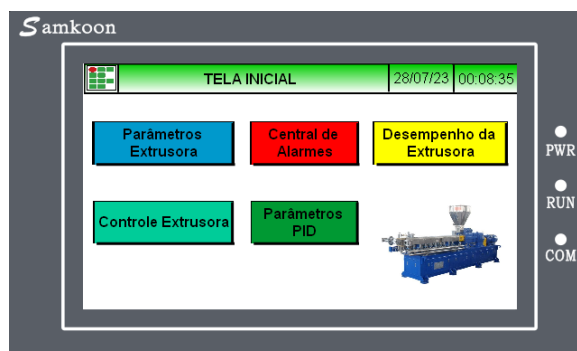 Samkoon
TELA INICIAL 28/07/23 00:08:35
Parâmetros
Extrusora
Central de
Alarmes
Desempenho da
Extrusora
PWR
RUN
Controle Extrusora
Parâmetros
PID
COM